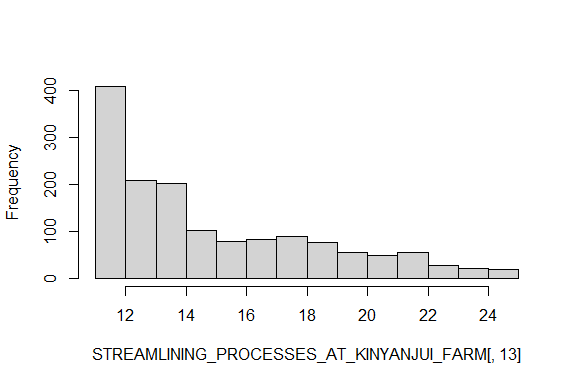 Frequency
400
300
200
100
0
12 14 16 18 20 22 24
STREAMLINING_PROCESSES_AT_KINYANJUI_FARM[, 13]